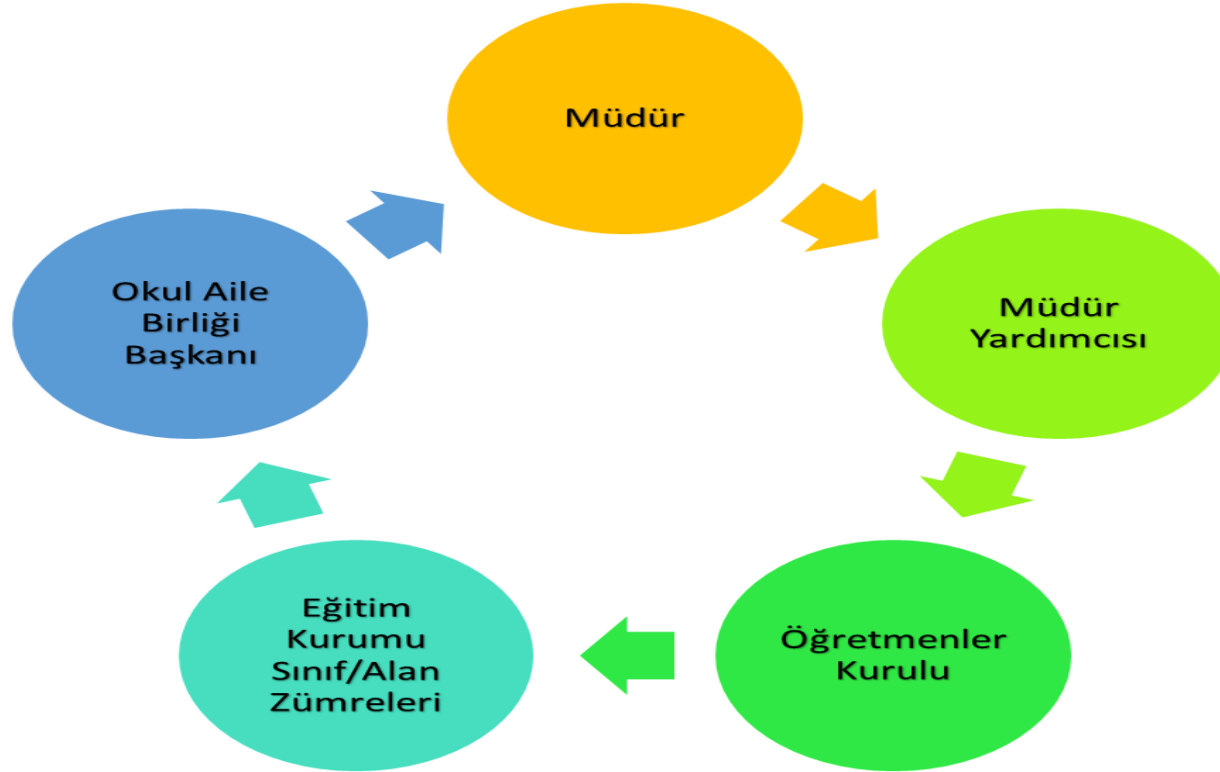 Müdür
Müdür
Yardımcısı
Öğretmenler
Kurulu
Eğitim
Kurumu
Sınıf/Alan
Zümreleri
Okul Aile
Birliği
Başkanı